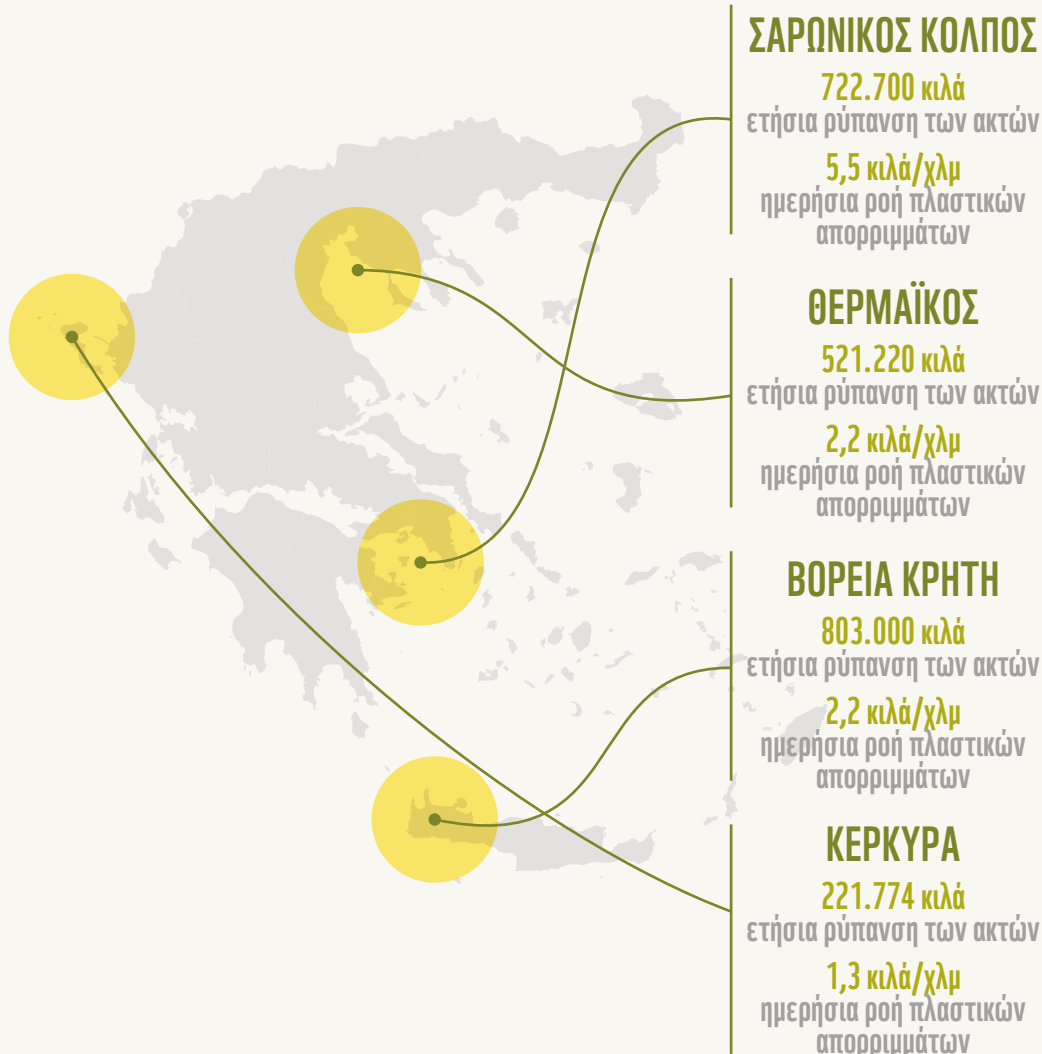 ΣΑΡΩΝΙΚΟΣ ΚΟΛΠΟΣ
722.700 κιλά
ετήσια ρύπανση των ακτών
5,5 κιλά/χλμ
ημερήσια ροή πλαστικών
απορριμμάτων
ΘΕΡΜΑΪΚΟΣ
521.220 κιλά
ετήσια ρύπανση των ακτών
2,2 κιλά/χλμ
ημερήσια ροή πλαστικών
απορριμμάτων
ΒΟΡΕΙΑ ΚΡΗΤΗ
803.000 κιλά
ετήσια ρύπανση των ακτών
2,2 κιλά/χλμ
ημερήσια ροή πλαστικών
απορριμμάτων
ΚΕΡΚΥΡΑ
221.774 κιλά
ετήσια ρύπανση των ακτών
1,3 κιλά/χλμ
ημερήσια ροή πλαστικών
απορριμμάτων